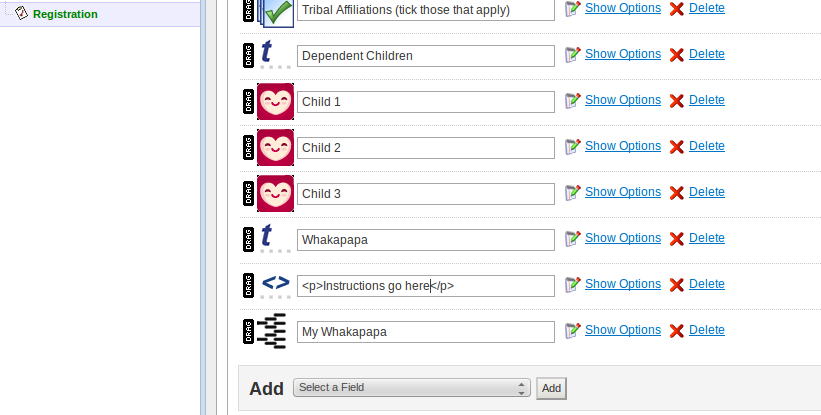 Registration
DRAG Tribal Affiliations (tick those that apply) Show Options Delete
DRAG t Dependent Children Show Options Delete
DRAG Child 1 Show Options Delete
DRAG Child 2 Show Options Delete
DRAG Child 3 Show Options Delete
DRAG t Whakapapa Show Options Delete
DRAG <> <p>Instructions go here</p> Show Options Delete
DRAG My Whakapapa Show Options Delete
Add Select a Field Add